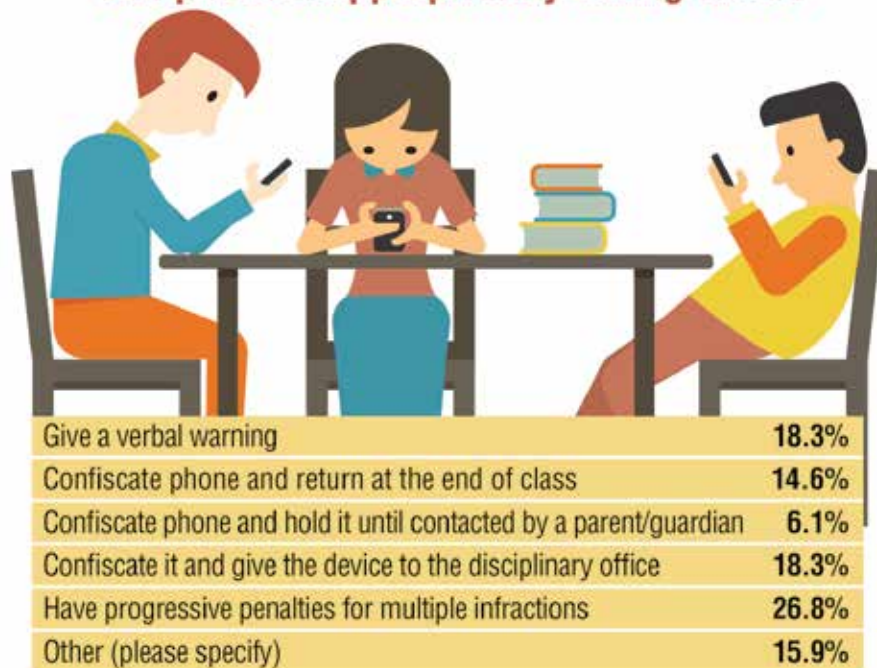 Give a verbal warning 18.3%
Confiscate phone and return at the end of class 14.6%
Confiscate phone and hold it until contacted by a parent/guardian 6.1%
Confiscate it and give the device to the disciplinary office 18.3%
Have progressive penalties for multiple infractions 26.8%
Other (please specify) 15.9%